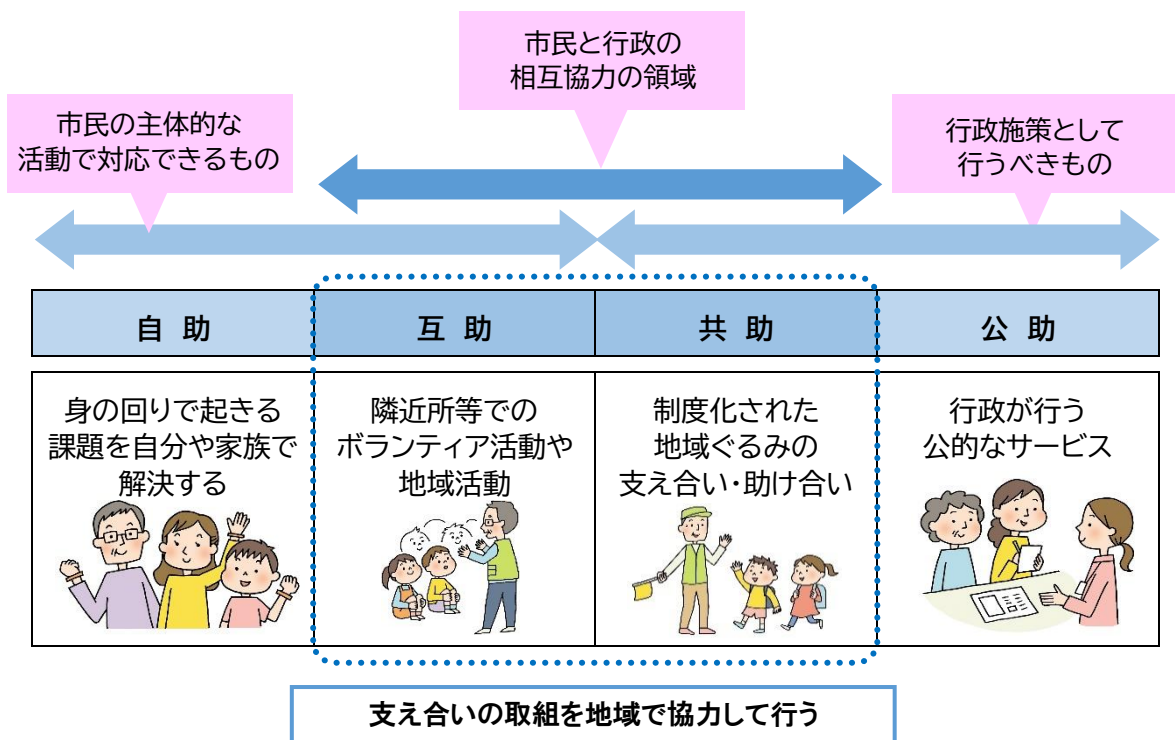 市民と行政の
相互協力の領域
市民の主体的な
活動で対応できるもの
行政施策として
行うべきもの
自 助
互 助
共 助
公 助
身の回りで起きる
課題を自分や家族で
解決する
隣近所等での
ボランティア活動や
地域活動
制度化された
地域ぐるみの
支え合い・助け合い
行政が行う
公的なサービス
支え合いの取組を地域で協力して行う